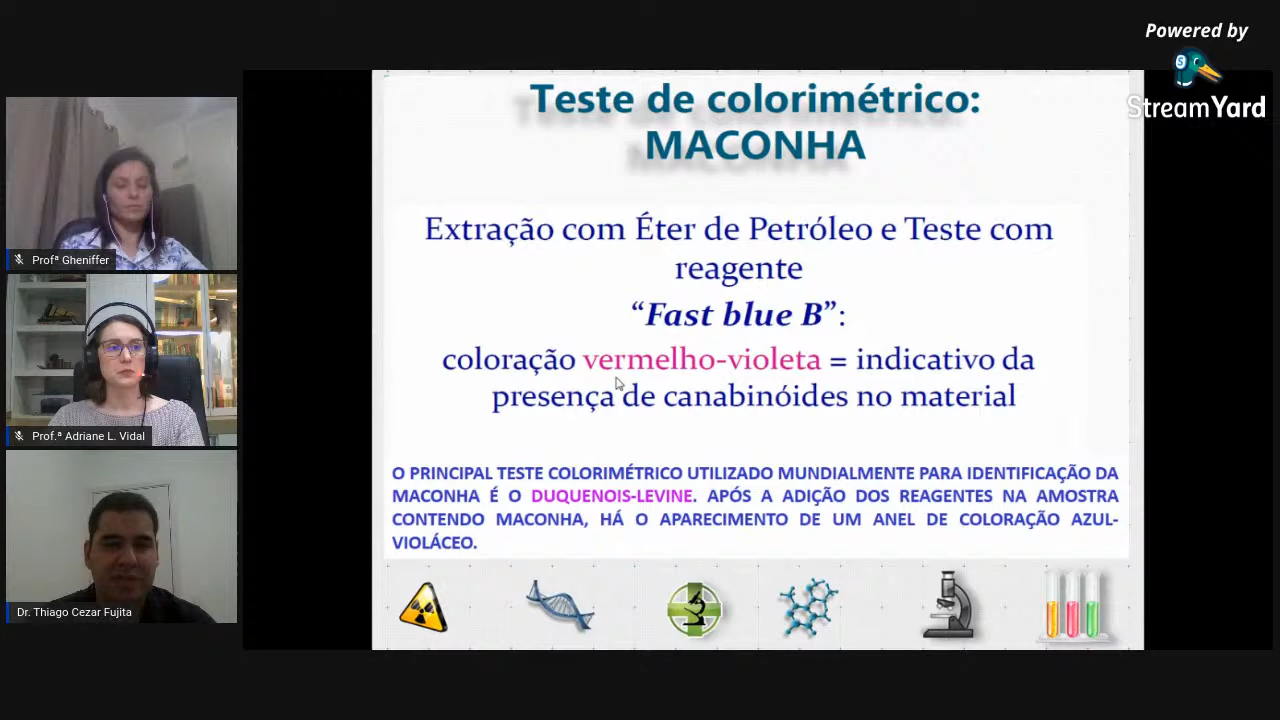 Powered by
StreamYard
Teste de colorimétrico:
MACONHA
Extração com Éter de Petróleo e Teste com
reagente
“Fast blue B”:
coloração vermelho-violeta = indicativo da
presença de canabinóides no material
O PRINCIPAL TESTE COLORIMÉTRICO UTILIZADO MUNDIALMENTE PARA IDENTIFICAÇÃO DA
MACONHA É O DUQUENOIS-LEVINE. APÓS A ADIÇÃO DOS REAGENTES NA AMOSTRA
CONTENDO MACONHA, HÁ O APARECIMENTO DE UM ANEL DE COLORAÇÃO AZUL-
VIOLÁCEO.
Profª Gheniffer
Prof.ª Adriane L. Vidal
Dr. Thiago Cezar Fujita